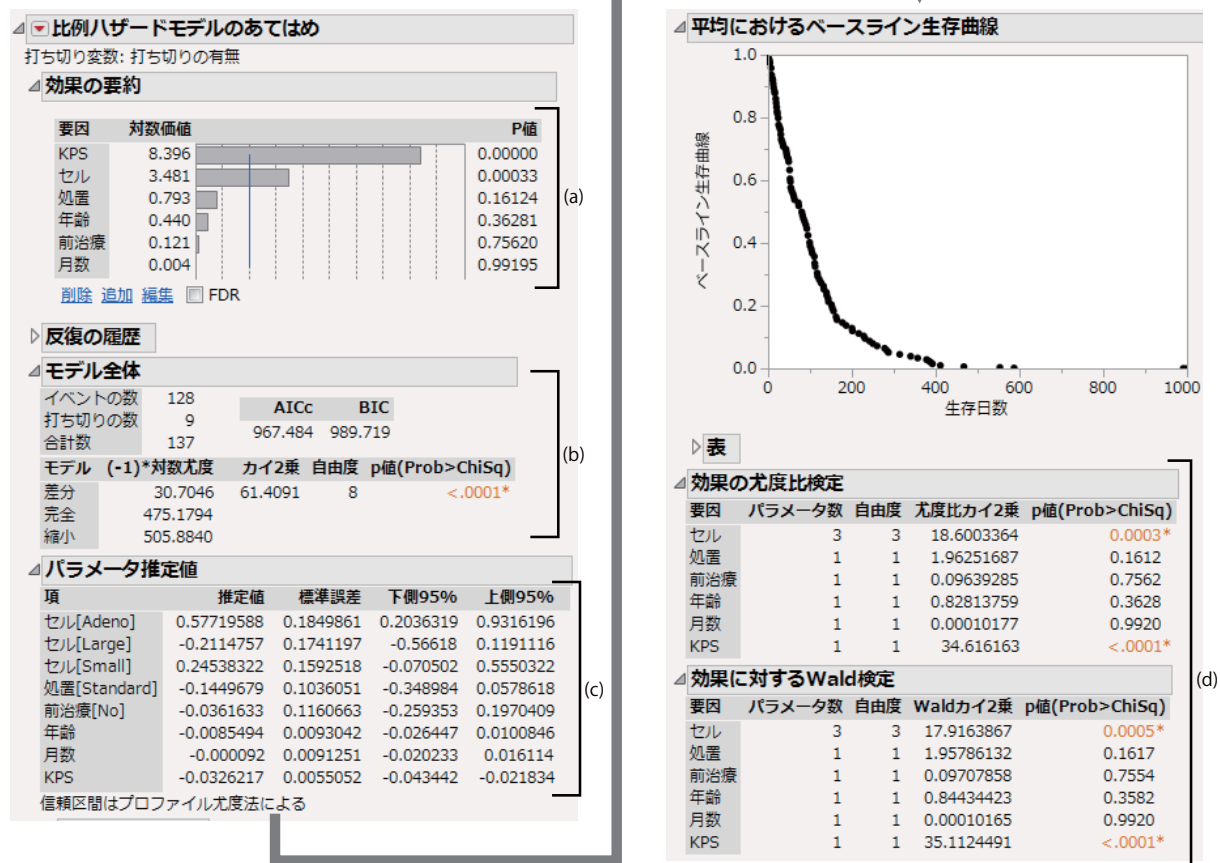 比例ハザードモデルのあてはめ
打ち切り変数: 打ち切りの有無
効果の要約
要因 対数価値 P値
KPS 8.396 0.00000
セル 3.481 0.00033
処置 0.793 0.16124
年齢 0.440 0.36281
前治療 0.121 0.75620
月数 0.004 0.99195
(a)
削除 追加 編集 FDR
反復の履歴
モデル全体
イベントの数 128
打ち切りの数 9
合計数 137
AICc BIC
967.484 989.719
モデル (-1)*対数尤度 カイ2乗 自由度 p値(Prob>ChiSq)
差分 30.7046 61.4091 8 <.0001*
完全 475.1794
縮小 505.8840
(b)
パラメータ推定値
項 推定値 標準誤差 下側95% 上側95%
セル[Adeno] 0.57719588 0.1849861 0.2036319 0.9316196
セル[Large] -0.2114757 0.1741197 -0.56618 0.1191116
セル[Small] 0.24538322 0.1592518 -0.070502 0.5550322
処置[Standard] -0.1449679 0.1036051 -0.348984 0.0578618
前治療[No] -0.0361633 0.1160663 -0.259353 0.1970409
年齢 -0.0085494 0.0093042 -0.026447 0.0100846
月数 -0.000092 0.0091251 -0.020233 0.016114
KPS -0.0326217 0.0055052 -0.043442 -0.021834
(c)
信頼区間はプロファイル尤度法による
平均におけるベースライン生存曲線
ベースライン生存曲線
1.0
0.8
0.6
0.4
0.2
0.0
0 200 400 600 800 1000
生存日数
表
効果の尤度比検定
要因 パラメータ数 自由度 尤度比カイ2乗 p値(Prob>ChiSq)
セル 3 3 18.6003364 0.0003*
処置 1 1 1.96251687 0.1612
前治療 1 1 0.09639285 0.7562
年齢 1 1 0.82813759 0.3628
月数 1 1 0.00010177 0.9920
KPS 1 1 34.616163 <.0001*
効果に対するWald検定
要因 パラメータ数 自由度 Waldカイ2乗 p値(Prob>ChiSq)
セル 3 3 17.9163867 0.0005*
処置 1 1 1.95786132 0.1617
前治療 1 1 0.09707858 0.7554
年齢 1 1 0.84434423 0.3582
月数 1 1 0.00010165 0.9920
KPS 1 1 35.1124491 <.0001*
(d)